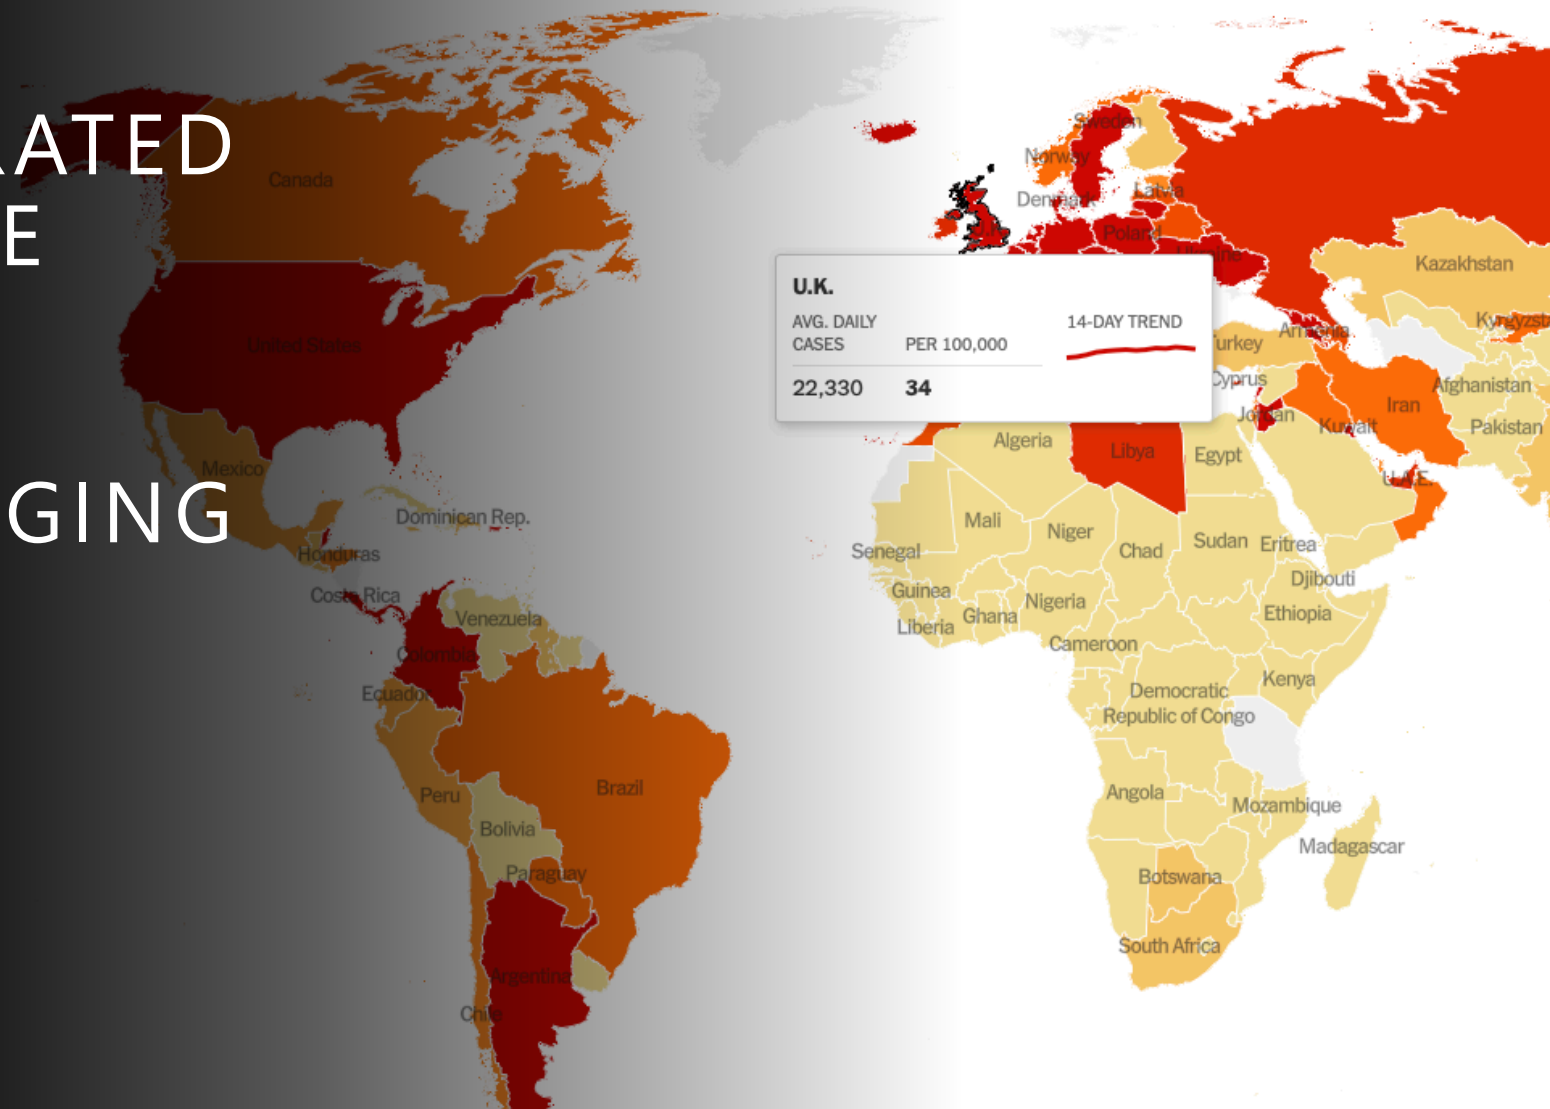 ATED
E
GING
Canada
United States
Mexico
Dominican Rep.
Honduras
Costa Rica
Venezuela
Colombia
Ecuador
Peru
Brazil
Bolivia
Paraguay
Argentina
Chile
Sweden
Norway
Latvia
Denmark
U.K.
Poland
Ukraine
Kazakhstan
U.K.
AVG. DAILY
CASES
PER 100,000
14-DAY TREND
22,330
34
Armenia
Kyrgyzst
urkey
Cyprus
Afghanistan
Jordan
Kuwait
Iran
Pakistan
Algeria
Libya
Egypt
U.A.E.
Mali
Niger
Chad
Sudan
Eritrea
Senegal
Djibouti
Guinea
Nigeria
Ethiopia
Liberia
Ghana
Cameroon
Kenya
Democratic
Republic of Congo
Angola
Mozambique
Madagascar
Botswana
South Africa